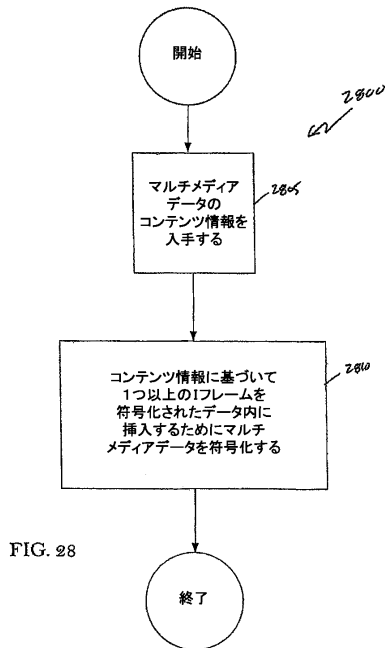 開始
2800
マルチメディア
データの
コンテンツ情報を
入手する
2805
コンテンツ情報に基づいて
1つ以上のIフレームを
符号化されたデータ内に
挿入するためにマルチ
メディアデータを符号化する
2810
FIG. 28
終了